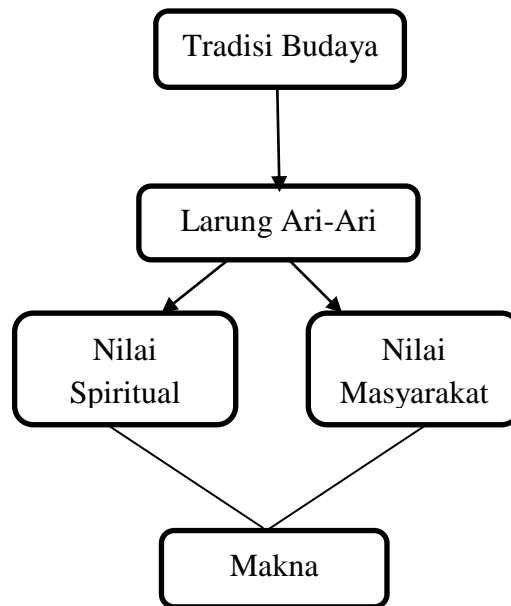 Tradisi Budaya
Larung Ari-Ari
Nilai
Spiritual
Nilai
Masyarakat
Makna